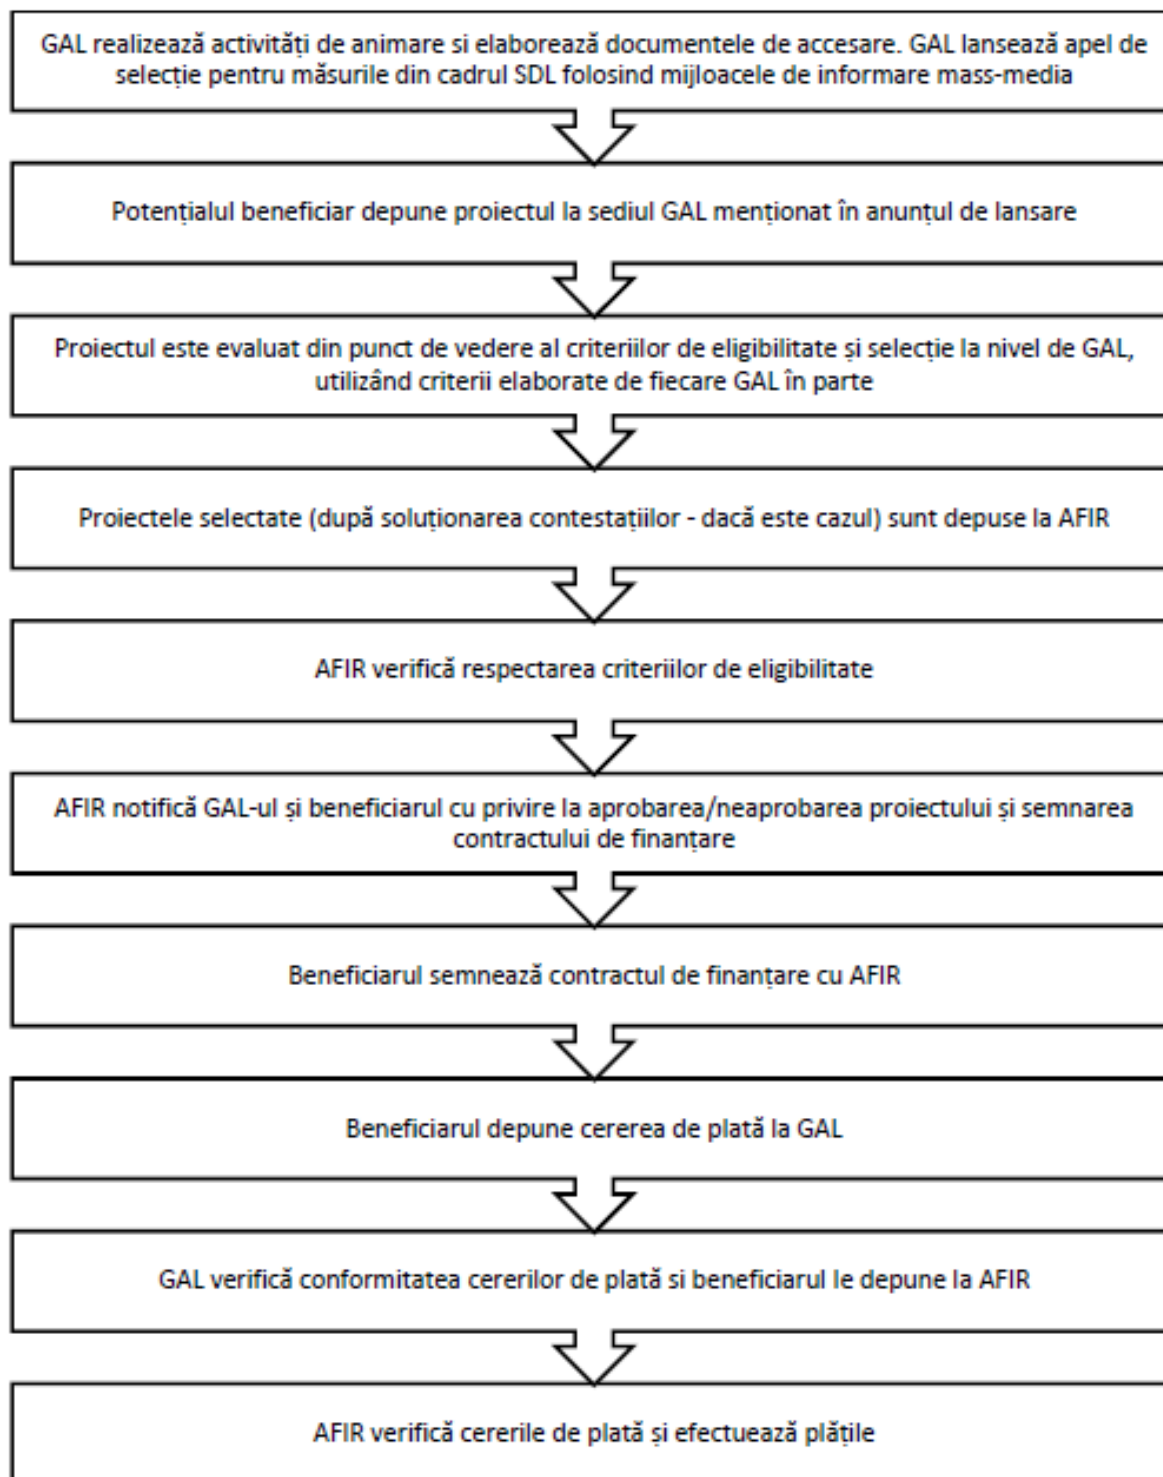 GAL realizează activități de animare si elaborează documentele de accesare. GAL lansează apel de
selecție pentru măsurile din cadrul SDL folosind mijloacele de informare mass-media
Potențialul beneficiar depune proiectul la sediul GAL menționat în anunțul de lansare
Proiectul este evaluat din punct de vedere al criteriilor de eligibilitate și selecție la nivel de GAL,
utilizând criterii elaborate de fiecare GAL în parte
Proiectele selectate (după soluționarea contestațiilor - dacă este cazul) sunt depuse la AFIR
AFIR verifică respectarea criteriilor de eligibilitate
AFIR notifică GAL-ul și beneficiarul cu privire la aprobarea/neaprobarea proiectului și semnarea
contractului de finanțare
Beneficiarul semnează contractul de finanțare cu AFIR
Beneficiarul depune cererea de plată la GAL
GAL verifică conformitatea cererilor de plată si beneficiarul le depune la AFIR
AFIR verifică cererile de plată și efectuează plățile